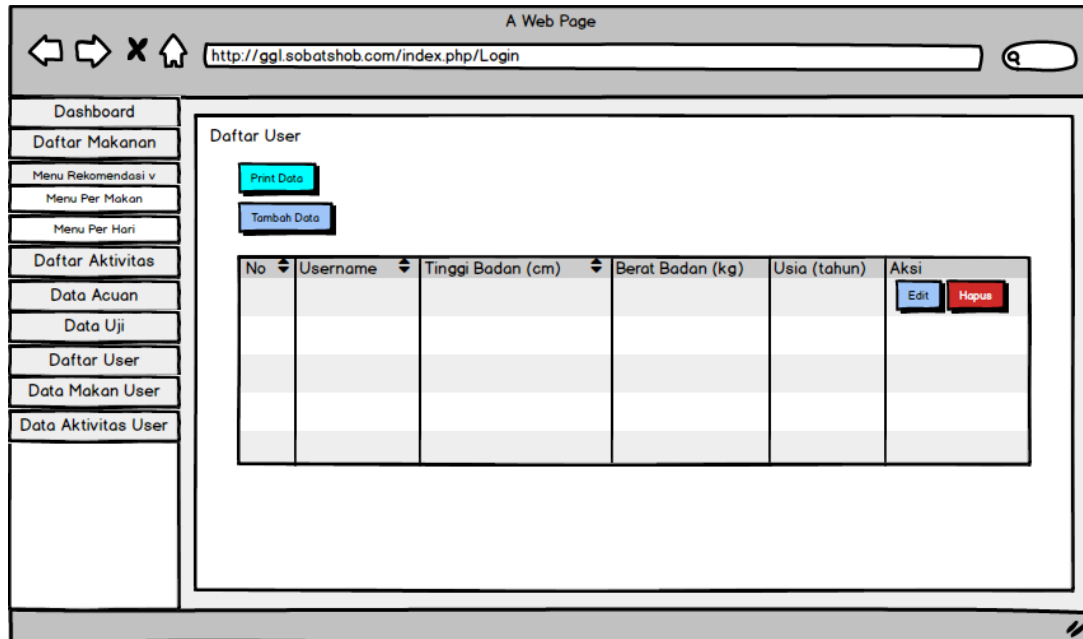 A Web Page
http://ggl.sobatshob.com/index.php/Login
Dashboard
Daftar Makanan
Menu Rekomendasi v
Menu Per Makan
Menu Per Hari
Daftar Aktivitas
Data Acuan
Data Uji
Daftar User
Data Makan User
Data Aktivitas User
Daftar User
Print Data
Tambah Data
No Username Tinggi Badan (cm) Berat Badan (kg) Usia (tahun) Aksi
Edit Hapus